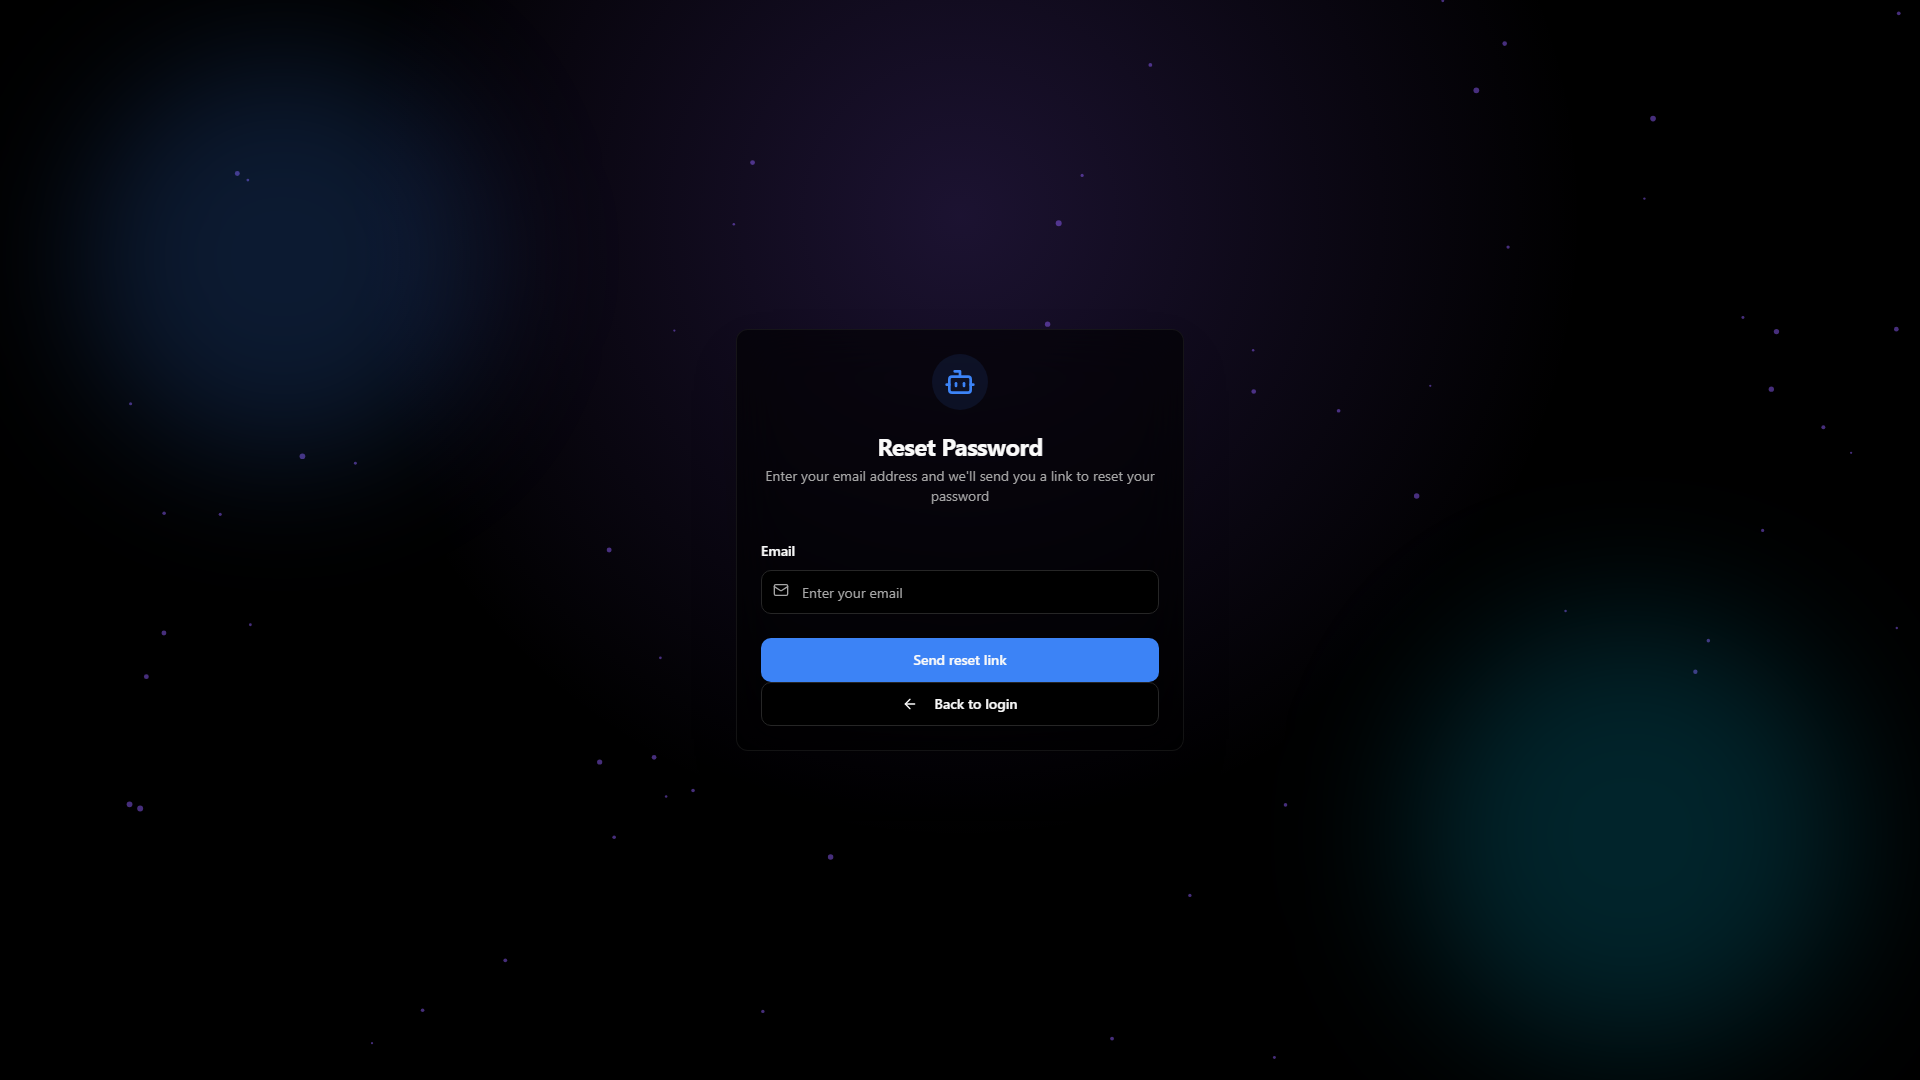 Reset Password
Enter your email address and we'll send you a link to reset your
password
Email
Enter your email
Send reset link
Back to login